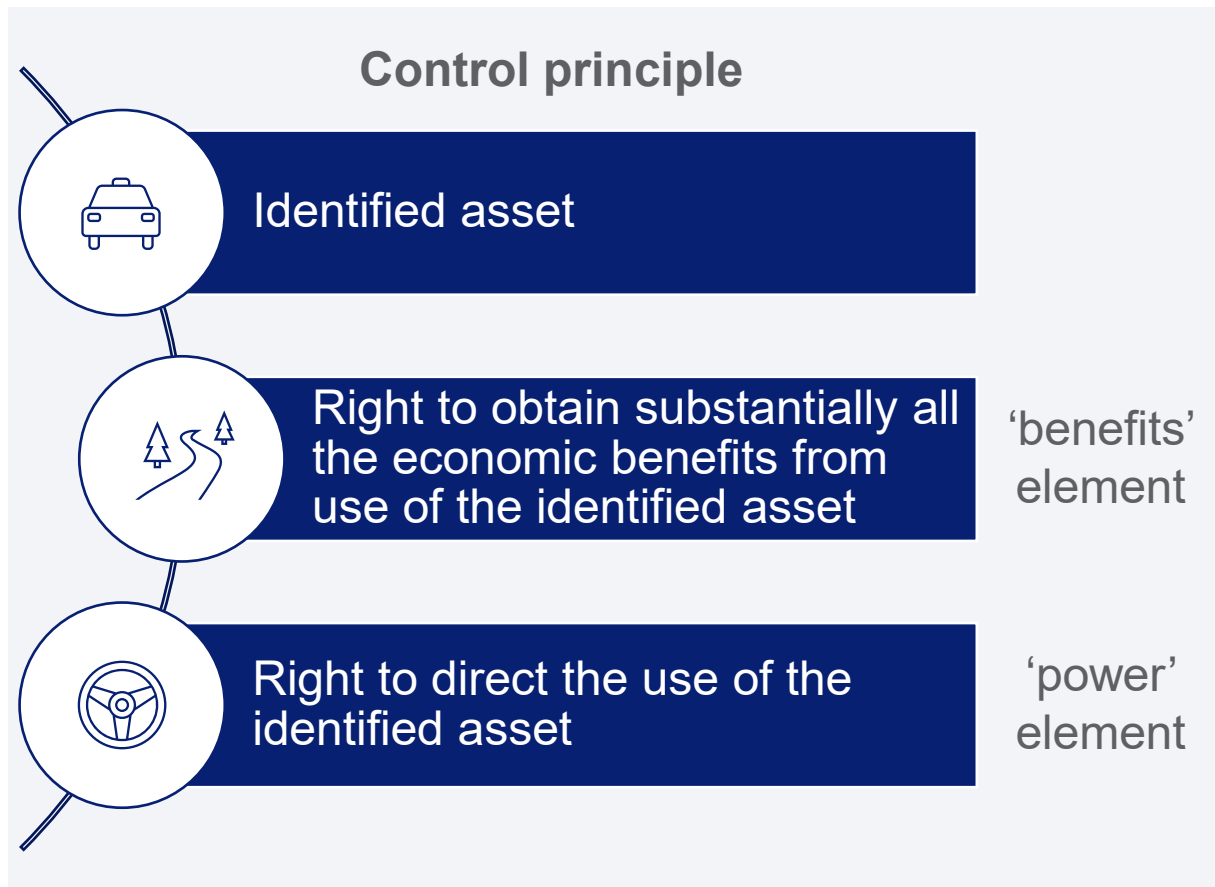 Control principle
Identified asset
Right to obtain substantially all
the economic benefits from
use of the identified asset
‘benefits’
element
Right to direct the use of the
identified asset
‘power’
element